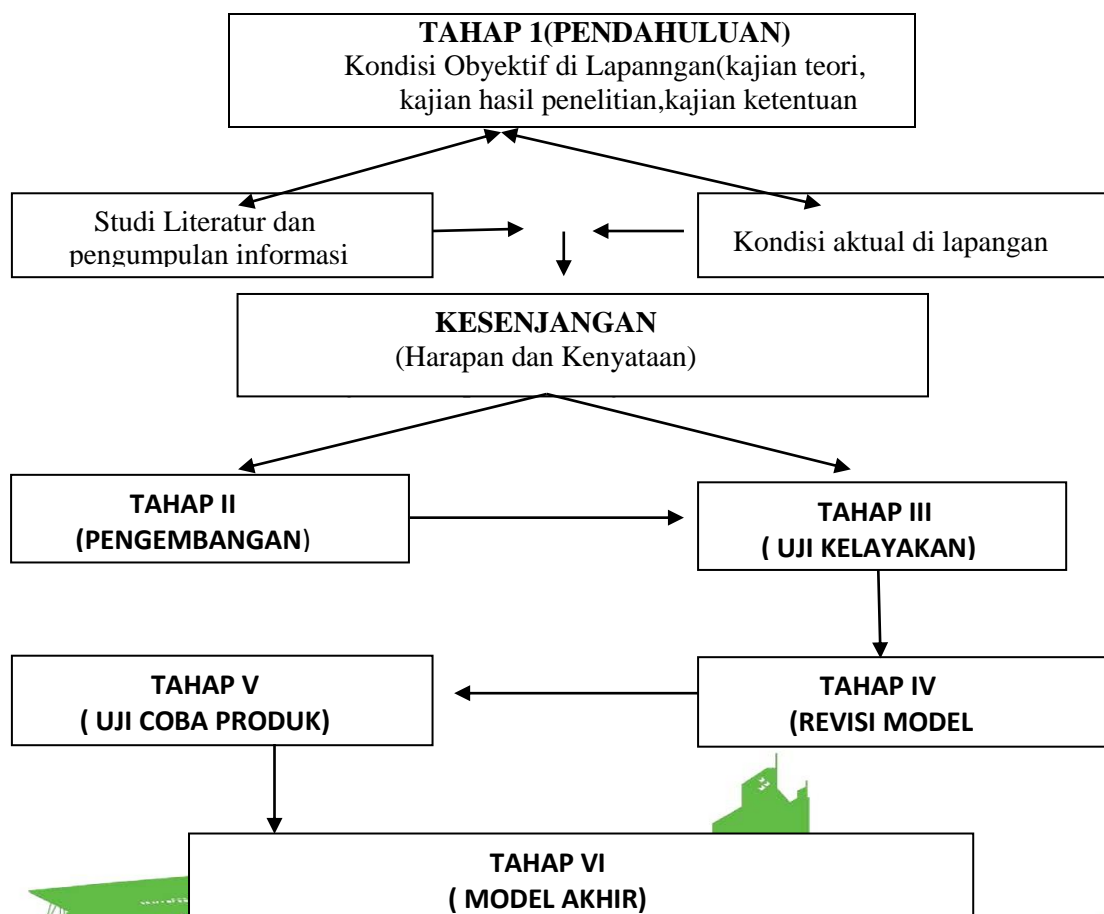 TAHAP 1(PENDAHULUAN)
Kondisi Obyektif di Lapanngan(kajian teori,
kajian hasil penelitian,kajian ketentuan
Studi Literatur dan
pengumpulan informasi
Kondisi aktual di lapangan
KESENJANGAN
(Harapan dan Kenyataan)
TAHAP II
(PENGEMBANGAN)
TAHAP III
( UJI KELAYAKAN)
TAHAP V
( UJI COBA PRODUK)
TAHAP IV
(REVISI MODEL
TAHAP VI
( MODEL AKHIR)